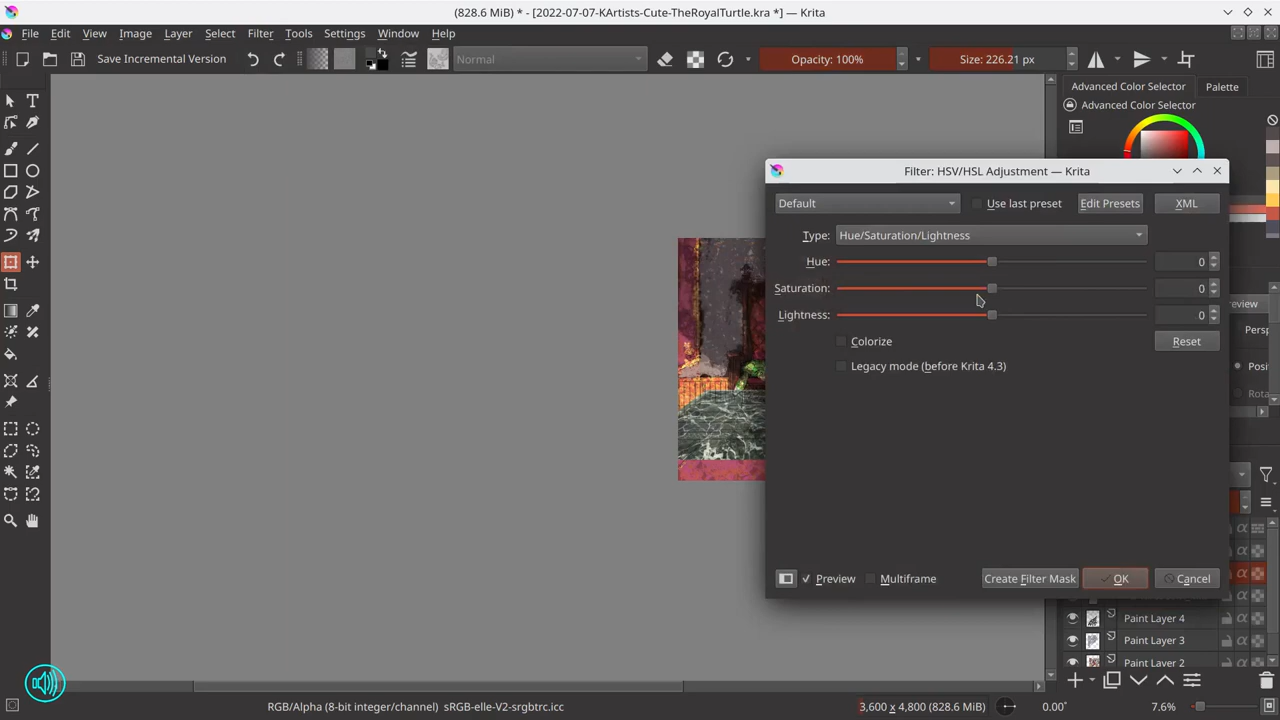 (828.6 MiB) * - [2022-07-07-KArtists-Cute-TheRoyalTurtle.kra *] — Krita
File Edit View Image Layer Select Filter Tools Settings Window Help
Save Incremental Version Normal Opacity: 100% Size: 226.21 px
Advanced Color Selector Palette
Advanced Color Selector
Filter: HSV/HSL Adjustment — Krita
Default Use last preset Edit Presets XML
Type: Hue/Saturation/Lightness
Hue: 0
Saturation: 0
Lightness: 0
Colorize Reset
Legacy mode (before Krita 4.3)
Preview Multiframe Create Filter Mask OK Cancel
Paint Layer 4
Paint Layer 3
Paint Layer 2
RGB/Alpha (8-bit integer/channel) sRGB-elle-V2-srgbtrc.icc 3,600 x 4,800 (828.6 MiB) 0.00° 7.6%